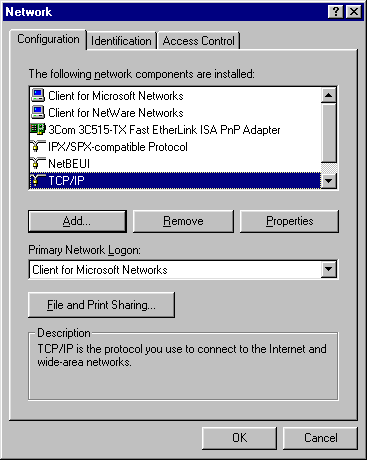 Network
Configuration Identification Access Control
The following network components are installed:
Client for Microsoft Networks
Client for NetWare Networks
3Com 3C515-TX Fast EtherLink ISA PnP Adapter
IPX/SPX-compatible Protocol
NetBEUI
TCP/IP
Add... Remove Properties
Primary Network Logon:
Client for Microsoft Networks
File and Print Sharing...
Description
TCP/IP is the protocol you use to connect to the Internet and
wide-area networks.
OK Cancel